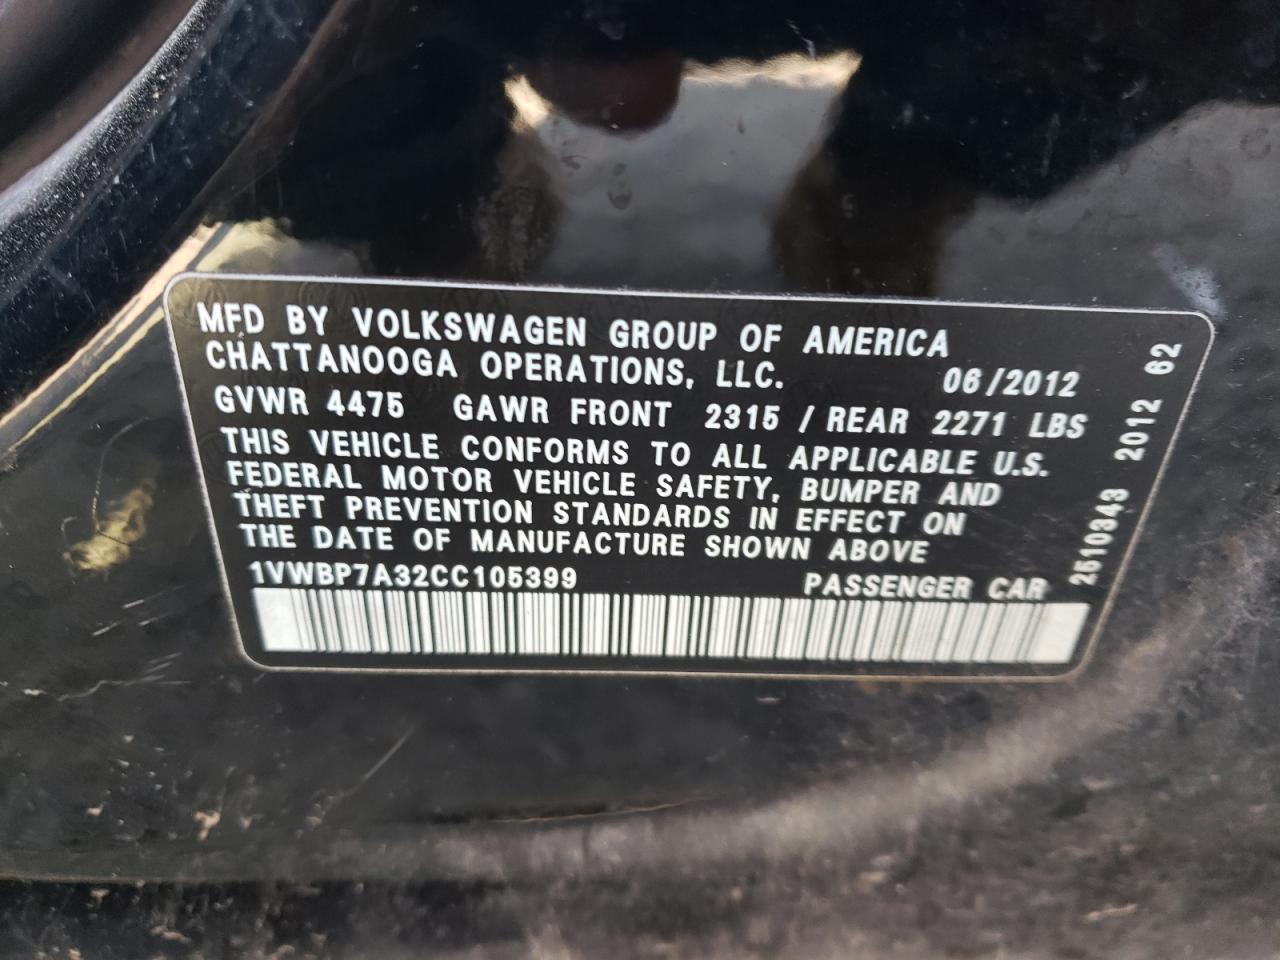 MFD BY VOLKSWAGEN GROUP OF AMERICA
CHATTANOOGA OPERATIONS, LLC. 06/2012
GVWR 4475 GAWR FRONT 2315 / REAR 2271 LBS
THIS VEHICLE CONFORMS TO ALL APPLICABLE U.S.
FEDERAL MOTOR VEHICLE SAFETY, BUMPER AND
THEFT PREVENTION STANDARDS IN EFFECT ON
THE DATE OF MANUFACTURE SHOWN ABOVE
1VWBP7A32CC105399 PASSENGER CAR
2510343 2012 62